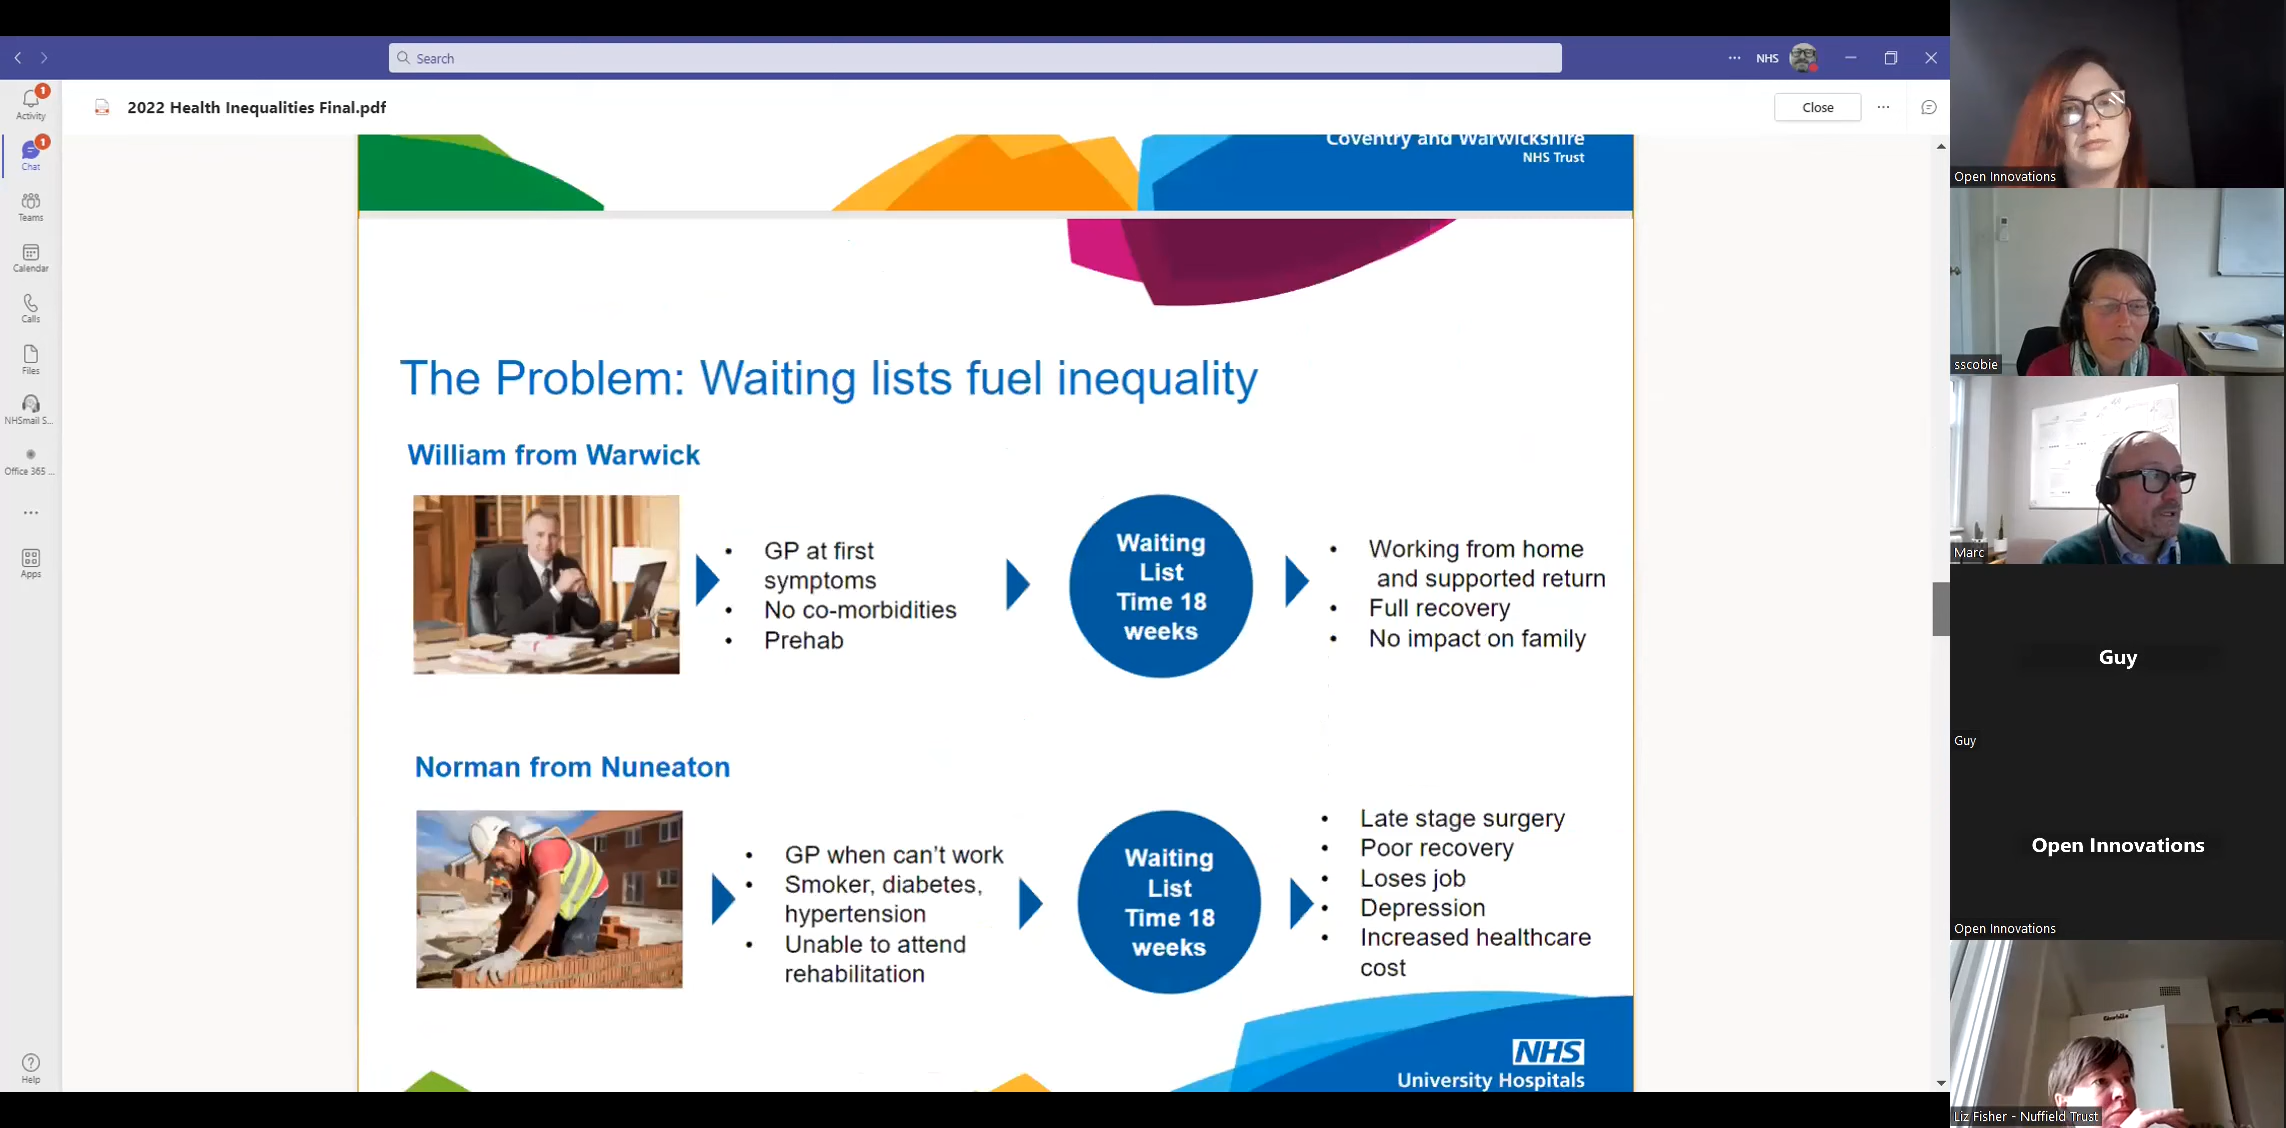 Search
NHS
2022 Health Inequalities Final.pdf
Close
1
Activity
1
Chat
Teams
Calendar
Calls
Files
NHSmail S...
Office 365 ...
Apps
Help
Coventry and Warwickshire
NHS Trust
The Problem: Waiting lists fuel inequality
William from Warwick
• GP at first
symptoms
• No co-morbidities
• Prehab
Waiting
List
Time 18
weeks
• Working from home
and supported return
• Full recovery
• No impact on family
Norman from Nuneaton
• GP when can't work
• Smoker, diabetes,
hypertension
• Unable to attend
rehabilitation
Waiting
List
Time 18
weeks
• Late stage surgery
• Poor recovery
• Loses job
• Depression
• Increased healthcare
cost
NHS
University Hospitals
Open Innovations
sscobie
Marc
Guy
Guy
Open Innovations
Open Innovations
Liz Fisher - Nuffield Trust